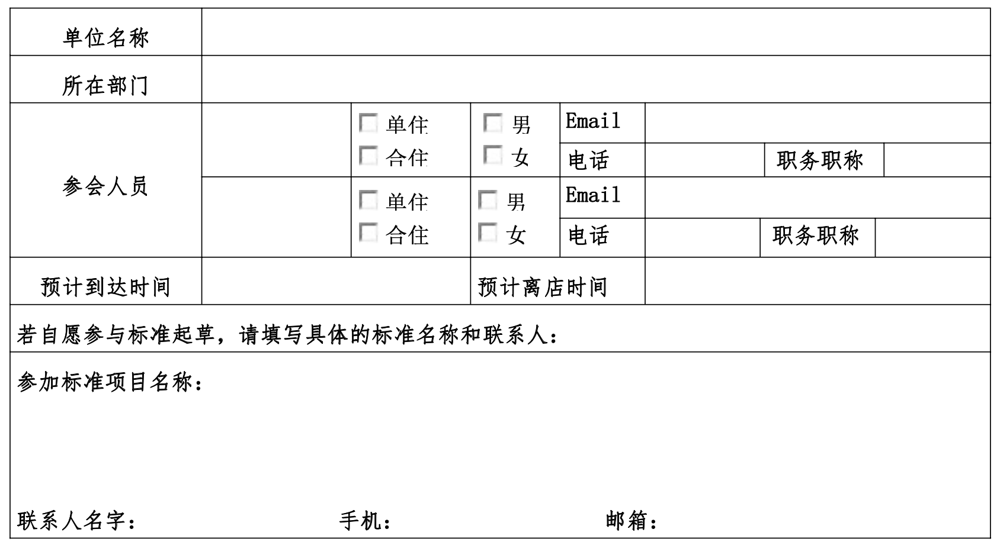 单位名称
所在部门
参会人员
单住 男 Email
合住 女 电话 职务职称
单住 男 Email
合住 女 电话 职务职称
预计到达时间 预计离店时间
若自愿参与标准起草，请填写具体的标准名称和联系人：
参加标准项目名称：
联系人名字： 手机： 邮箱：